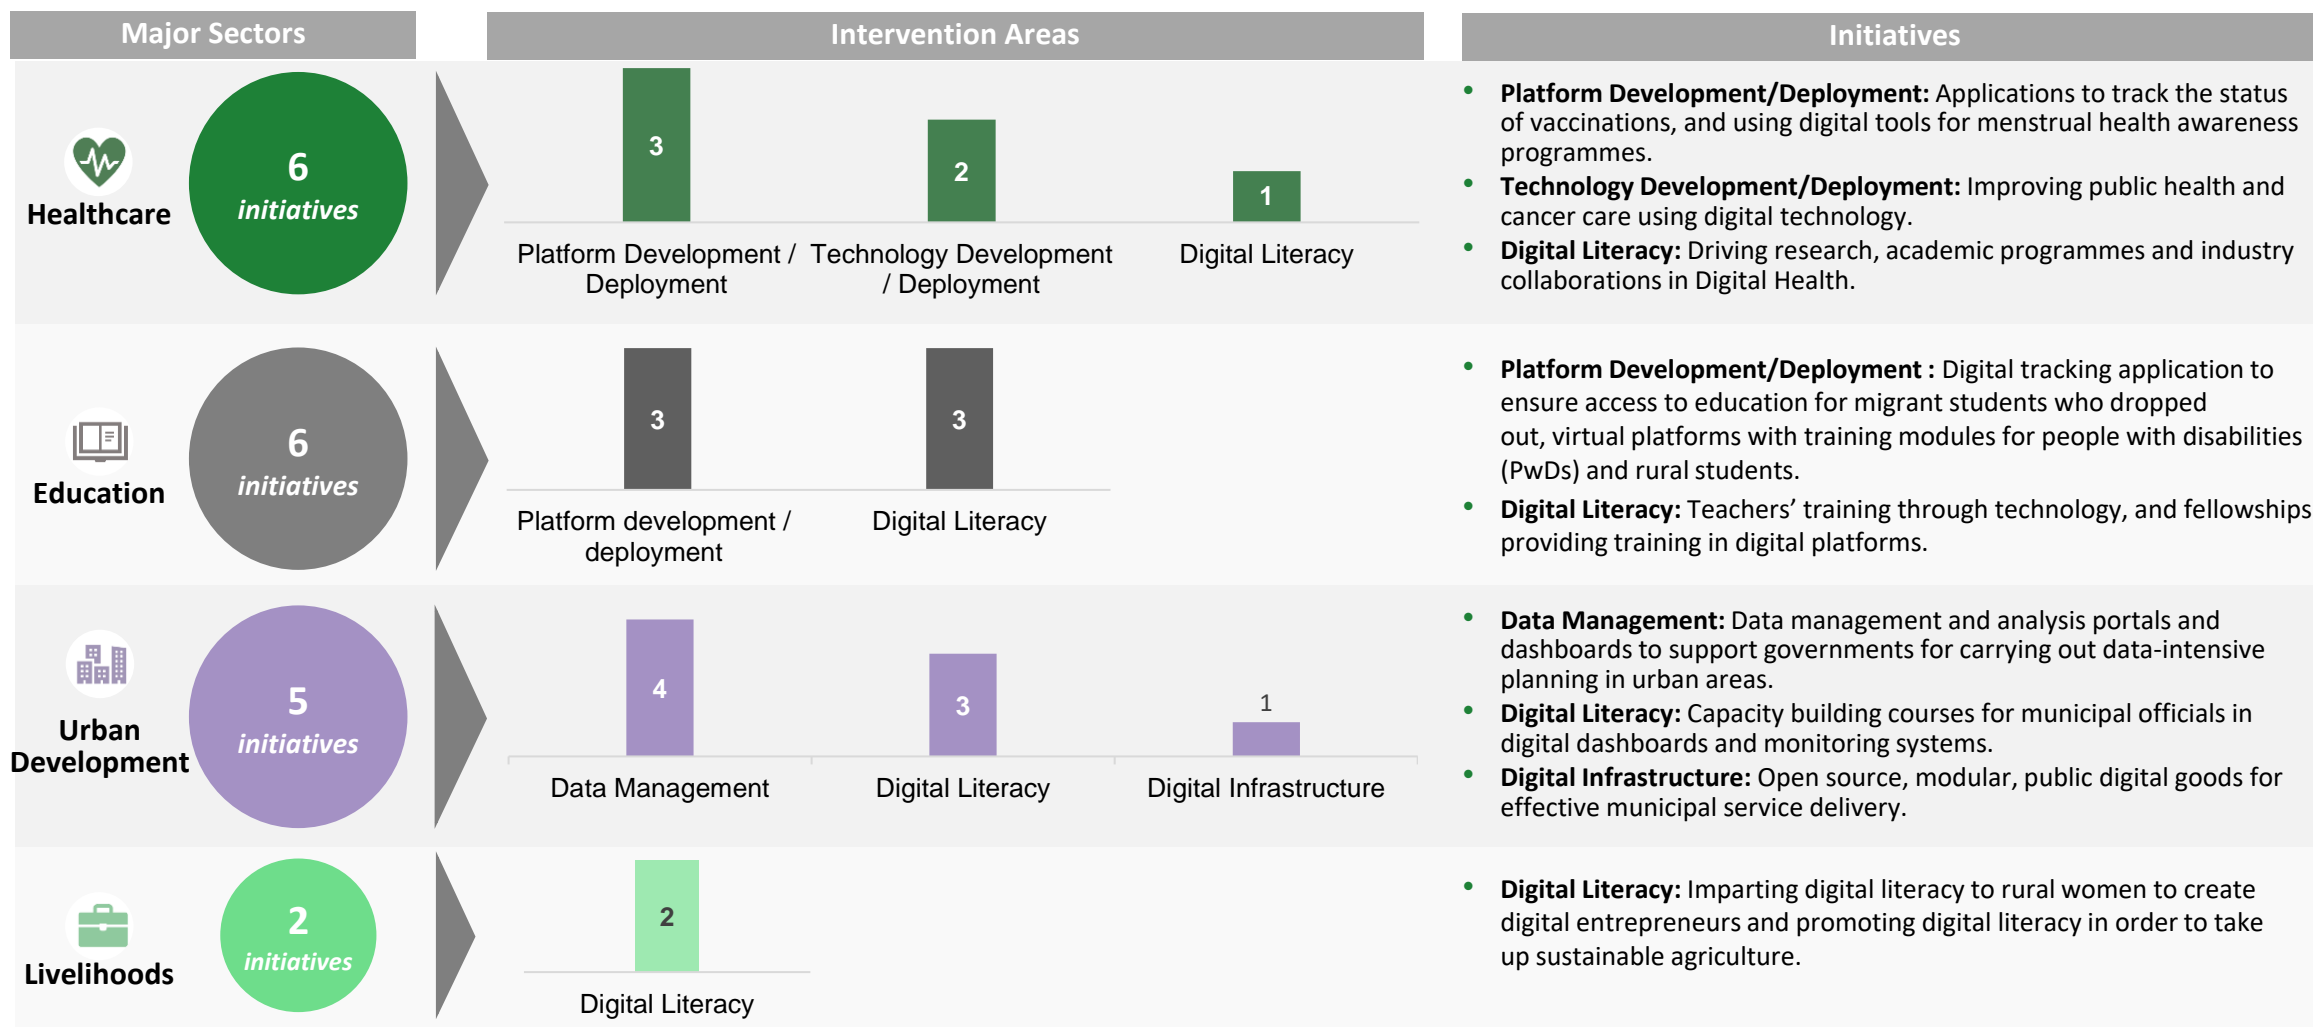 Major Sectors
Intervention Areas
Initiatives
Healthcare
6
initiatives
3
2
1
Platform Development /
Deployment
Technology Development
/ Deployment
Digital Literacy
• Platform Development/Deployment: Applications to track the status
of vaccinations, and using digital tools for menstrual health awareness
programmes.
• Technology Development/Deployment: Improving public health and
cancer care using digital technology.
• Digital Literacy: Driving research, academic programmes and industry
collaborations in Digital Health.
Education
6
initiatives
3
3
Platform development /
deployment
Digital Literacy
• Platform Development/Deployment : Digital tracking application to
ensure access to education for migrant students who dropped
out, virtual platforms with training modules for people with disabilities
(PwDs) and rural students.
• Digital Literacy: Teachers’ training through technology, and fellowships
providing training in digital platforms.
Urban
Development
5
initiatives
4
3
1
Data Management
Digital Literacy
Digital Infrastructure
• Data Management: Data management and analysis portals and
dashboards to support governments for carrying out data-intensive
planning in urban areas.
• Digital Literacy: Capacity building courses for municipal officials in
digital dashboards and monitoring systems.
• Digital Infrastructure: Open source, modular, public digital goods for
effective municipal service delivery.
Livelihoods
2
initiatives
2
Digital Literacy
• Digital Literacy: Imparting digital literacy to rural women to create
digital entrepreneurs and promoting digital literacy in order to take
up sustainable agriculture.